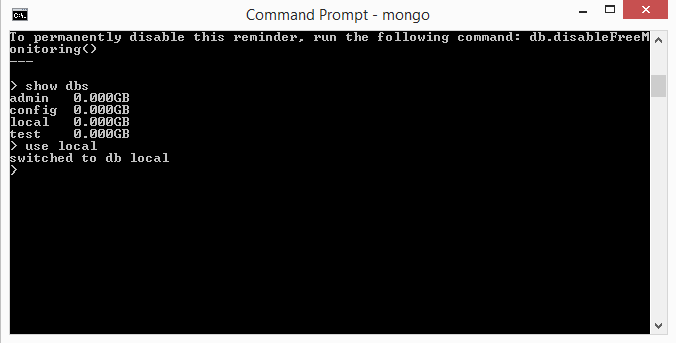 Command Prompt - mongo
To permanently disable this reminder, run the following command: db.disableFreeM
onitoring()
---
> show dbs
admin   0.000GB
config  0.000GB
local   0.000GB
test    0.000GB
> use local
switched to db local
>